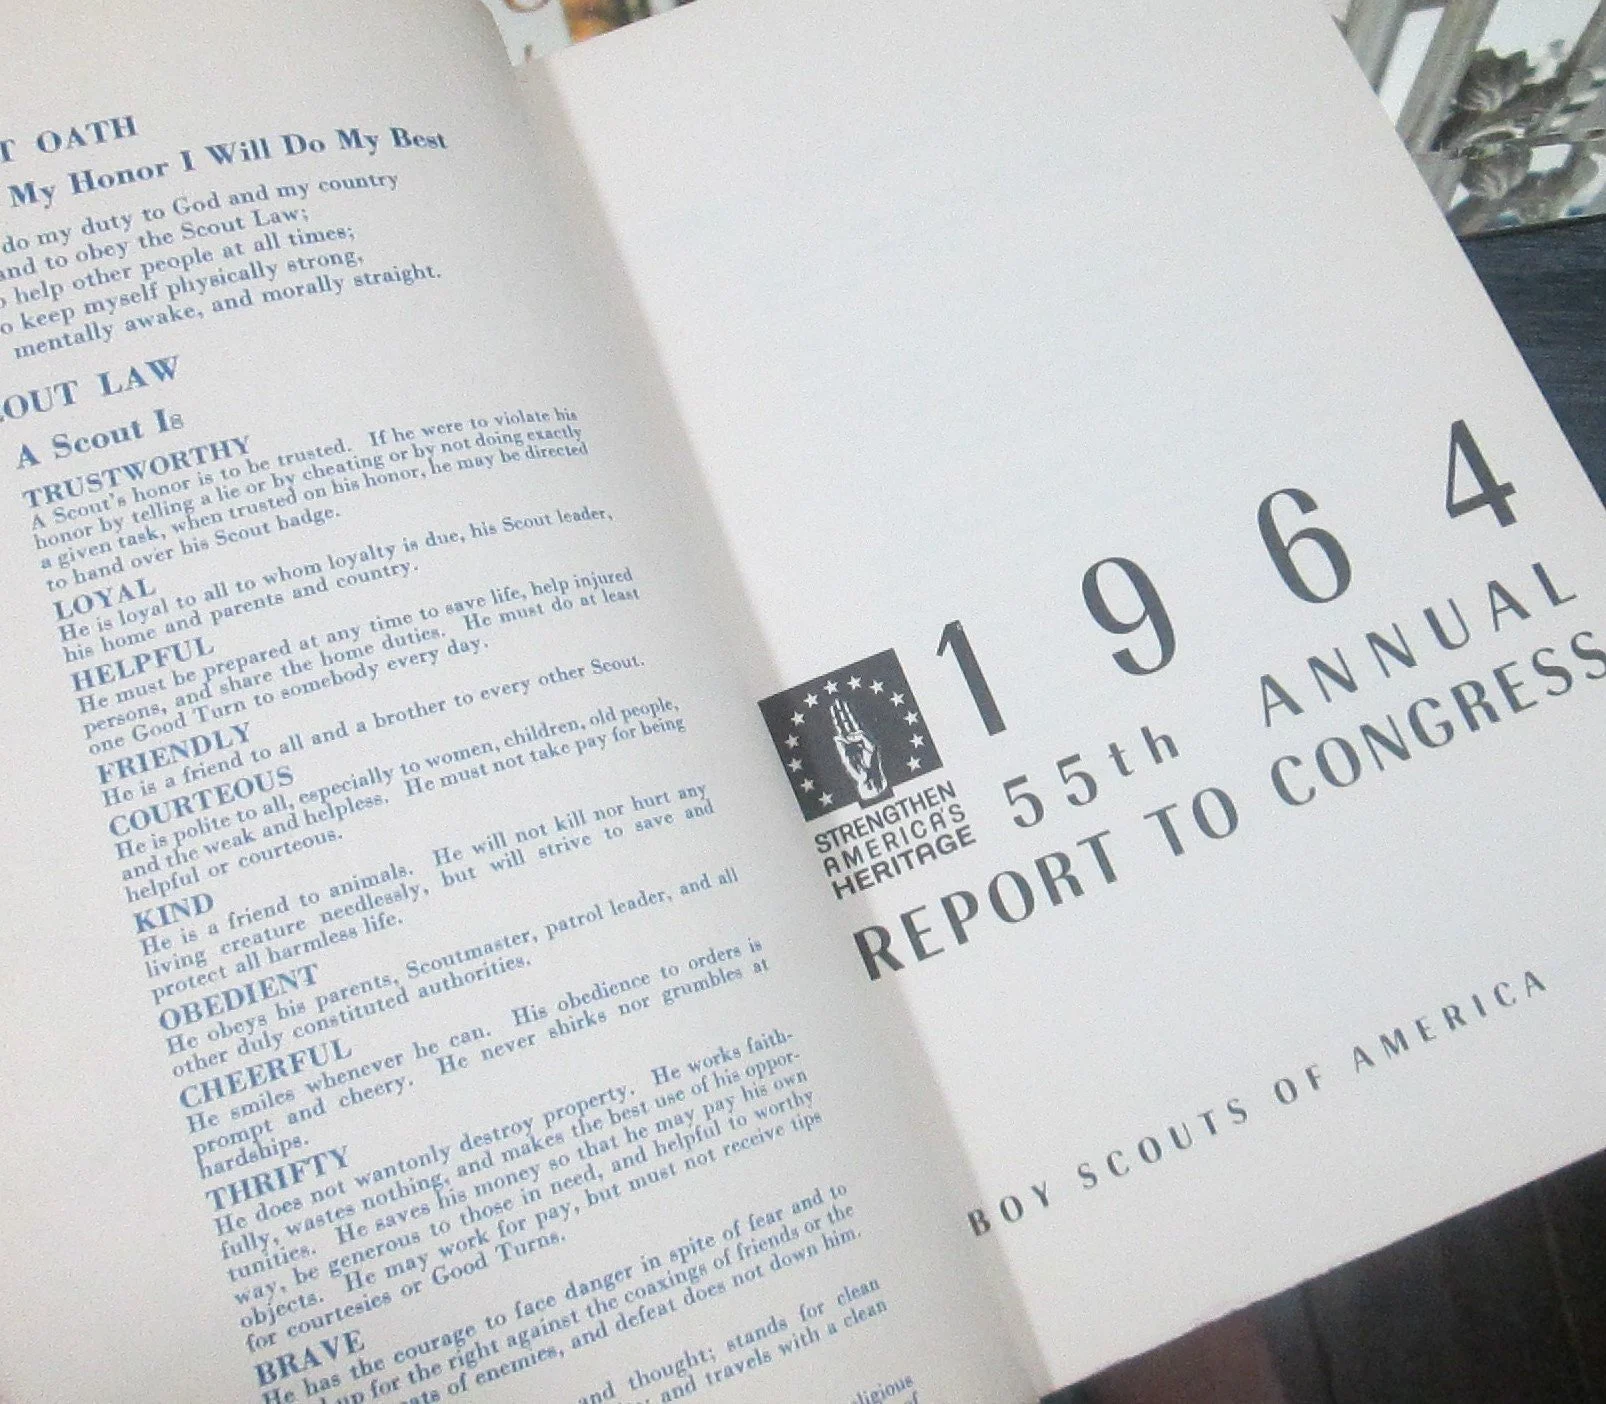 OATH
My Honor I Will Do My Best
do my duty to God and my country
and to obey the Scout Law;
help other people at all times;
keep myself physically strong,
mentally awake, and morally straight.
LAW
A Scout Is
TRUSTWORTHY
A Scout's honor is to be trusted. If he were to violate his
honor by telling a lie or by cheating or by not doing exactly
a given task, when trusted on his honor, he may be directed
to hand over his Scout badge.
LOYAL
He is loyal to all to whom loyalty is due, his Scout leader,
his home and parents and country.
HELPFUL
He must be prepared at any time to save life, help injured
persons, and share the home duties. He must do at least
one Good Turn to somebody every day.
FRIENDLY
He is a friend to all and a brother to every other Scout.
COURTEOUS
He is polite to all, especially to women, children, old people,
and the weak and helpless. He must not take pay for being
helpful or courteous.
KIND
He is a friend to animals. He will not kill nor hurt any
living creature needlessly, but will strive to save and
protect all harmless life.
OBEDIENT
He obeys his parents, Scoutmaster, patrol leader, and all
other duly constituted authorities.
CHEERFUL
He smiles whenever he can. His obedience to orders is
prompt and cheery. He never shirks nor grumbles at
hardships.
THRIFTY
He does not wantonly destroy property. He works faith-
fully, wastes nothing, and makes the best use of his oppor-
tunities. He saves his money so that he may pay his own
way, be generous to those in need, and helpful to worthy
objects. He may work for pay, but must not receive tips
for courtesies or Good Turns.
BRAVE
He has the courage to face danger in spite of fear and to
up for the right against the coaxings of friends or the
of enemies, and defeat does not down him.
and thought; stands for clean
and travels with a clean
1964
55th ANNUAL
REPORT TO CONGRESS
STRENGTHEN
AMERICA'S
HERITAGE
BOY SCOUTS OF AMERICA